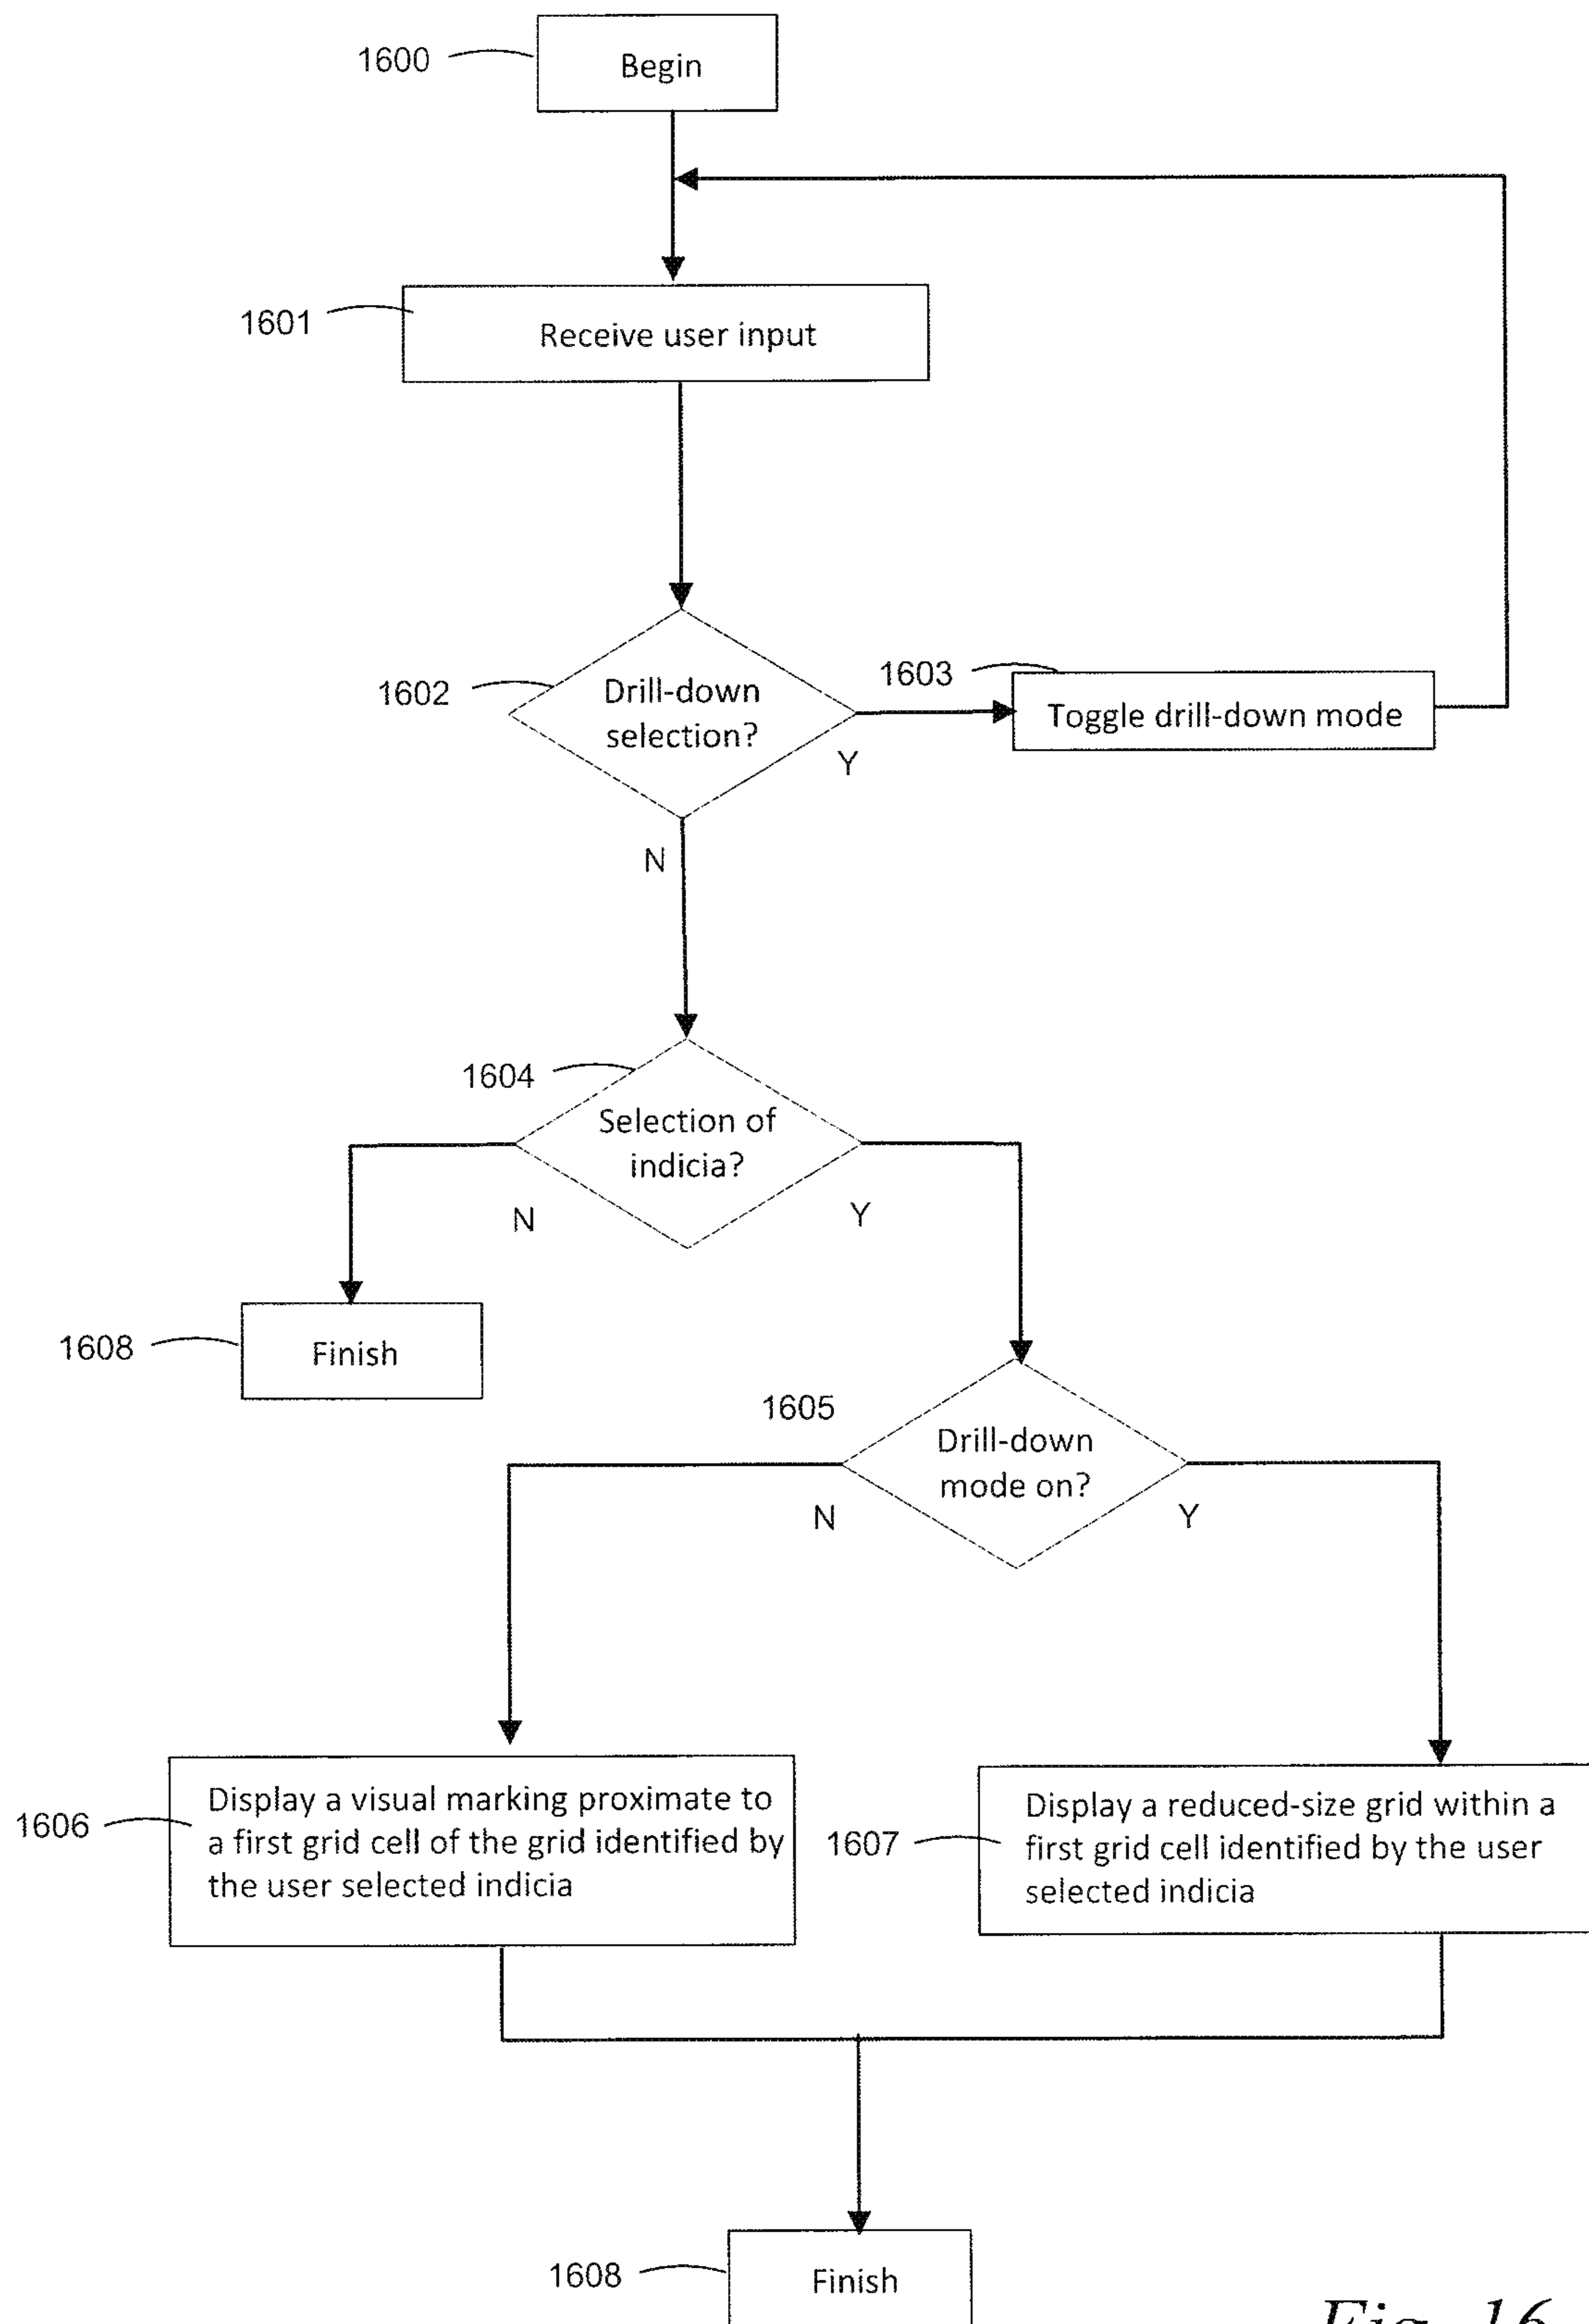 1600
Begin
1601
Receive user input
1602
Drill-down
selection?
Y
1603
Toggle drill-down mode
N
1604
Selection of
indicia?
N
Y
1608
Finish
1605
Drill-down
mode on?
N
Y
1606
Display a visual marking proximate to
a first grid cell of the grid identified by
the user selected indicia
1607
Display a reduced-size grid within a
first grid cell identified by the user
selected indicia
1608
Finish
Fig. 16